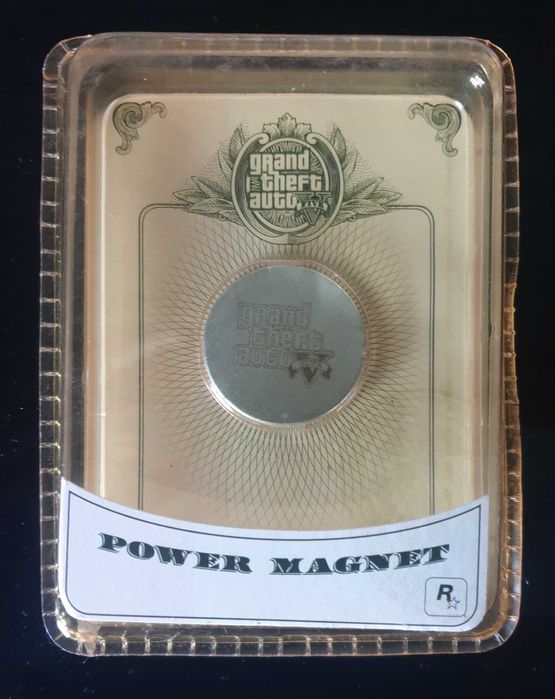 grand
theft
auto V
grand
theft
auto V
POWER MAGNET
R